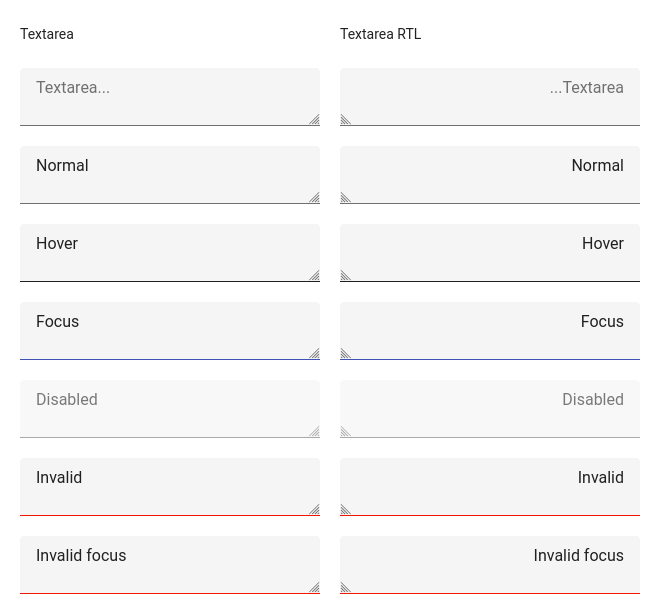 Textarea
Textarea RTL
Textarea...
...Textarea
Normal
Normal
Hover
Hover
Focus
Focus
Disabled
Disabled
Invalid
Invalid
Invalid focus
Invalid focus